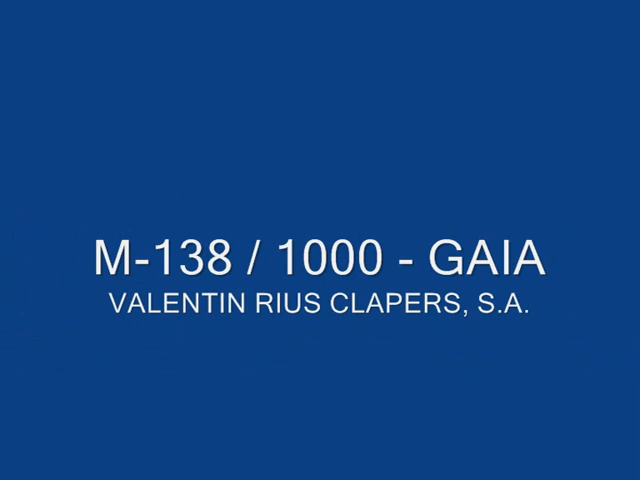 M-138 / 1000 - GAIA
VALENTIN RIUS CLAPERS, S.A.